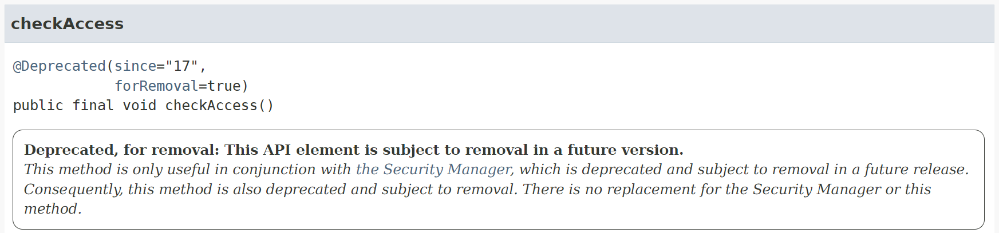 checkAccess
@Deprecated(since="17",
forRemoval=true)
public final void checkAccess()
Deprecated, for removal: This API element is subject to removal in a future version.
This method is only useful in conjunction with the Security Manager, which is deprecated and subject to removal in a future release.
Consequently, this method is also deprecated and subject to removal. There is no replacement for the Security Manager or this
method.